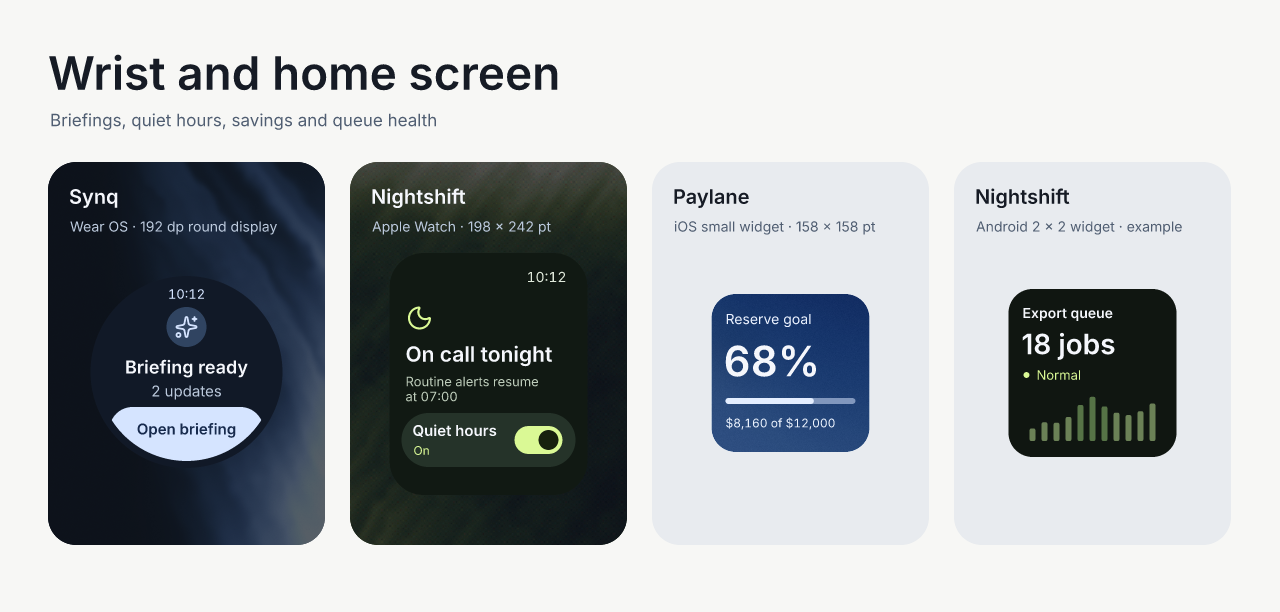 Wrist and home screen
Briefings, quiet hours, savings and queue health
Synq
Wear OS · 192 dp round display
10:12
Briefing ready
2 updates
Open briefing
Nightshift
Apple Watch · 198 × 242 pt
10:12
On call tonight
Routine alerts resume
at 07:00
Quiet hours
On
Paylane
iOS small widget · 158 × 158 pt
Reserve goal
68%
$8,160 of $12,000
Nightshift
Android 2 × 2 widget · example
Export queue
18 jobs
Normal